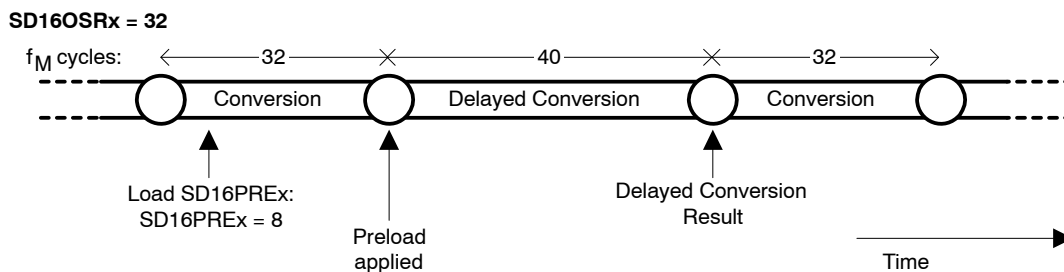 SD16OSRx = 32
fM cycles: 32 40 32
Conversion Delayed Conversion Conversion
Load SD16PREx:
SD16PREx = 8
Delayed Conversion
Result
Preload
applied
Time